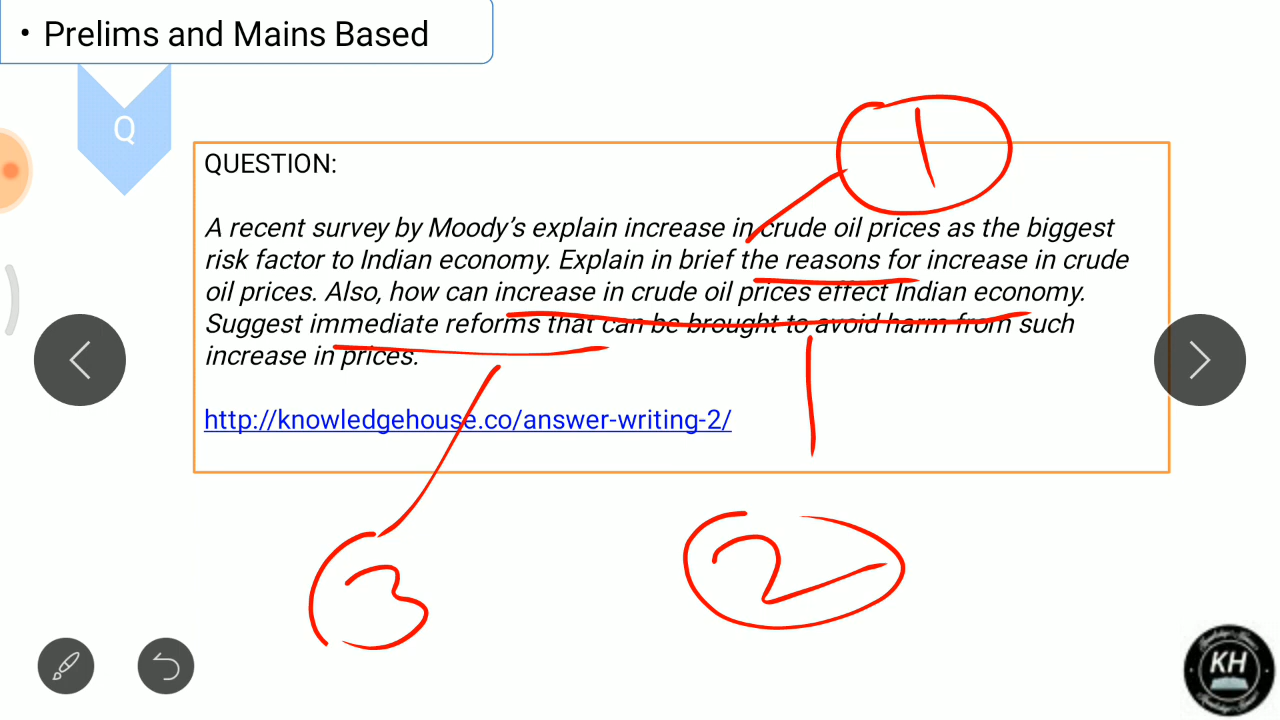 • Prelims and Mains Based
Q
1
QUESTION:
A recent survey by Moody’s explain increase in crude oil prices as the biggest
risk factor to Indian economy. Explain in brief the reasons for increase in crude
oil prices. Also, how can increase in crude oil prices effect Indian economy.
Suggest immediate reforms that can be brought to avoid harm from such
increase in prices.
http://knowledgehouse.co/answer-writing-2/
3
2
KH